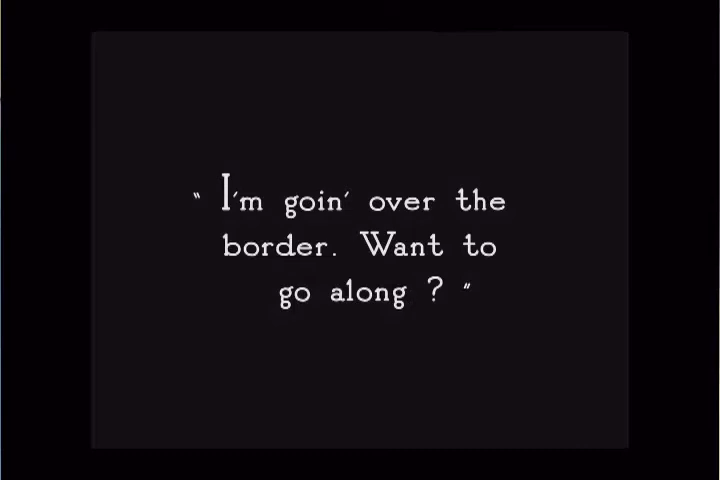 " I'm goin' over the
border. Want to
go along ? "